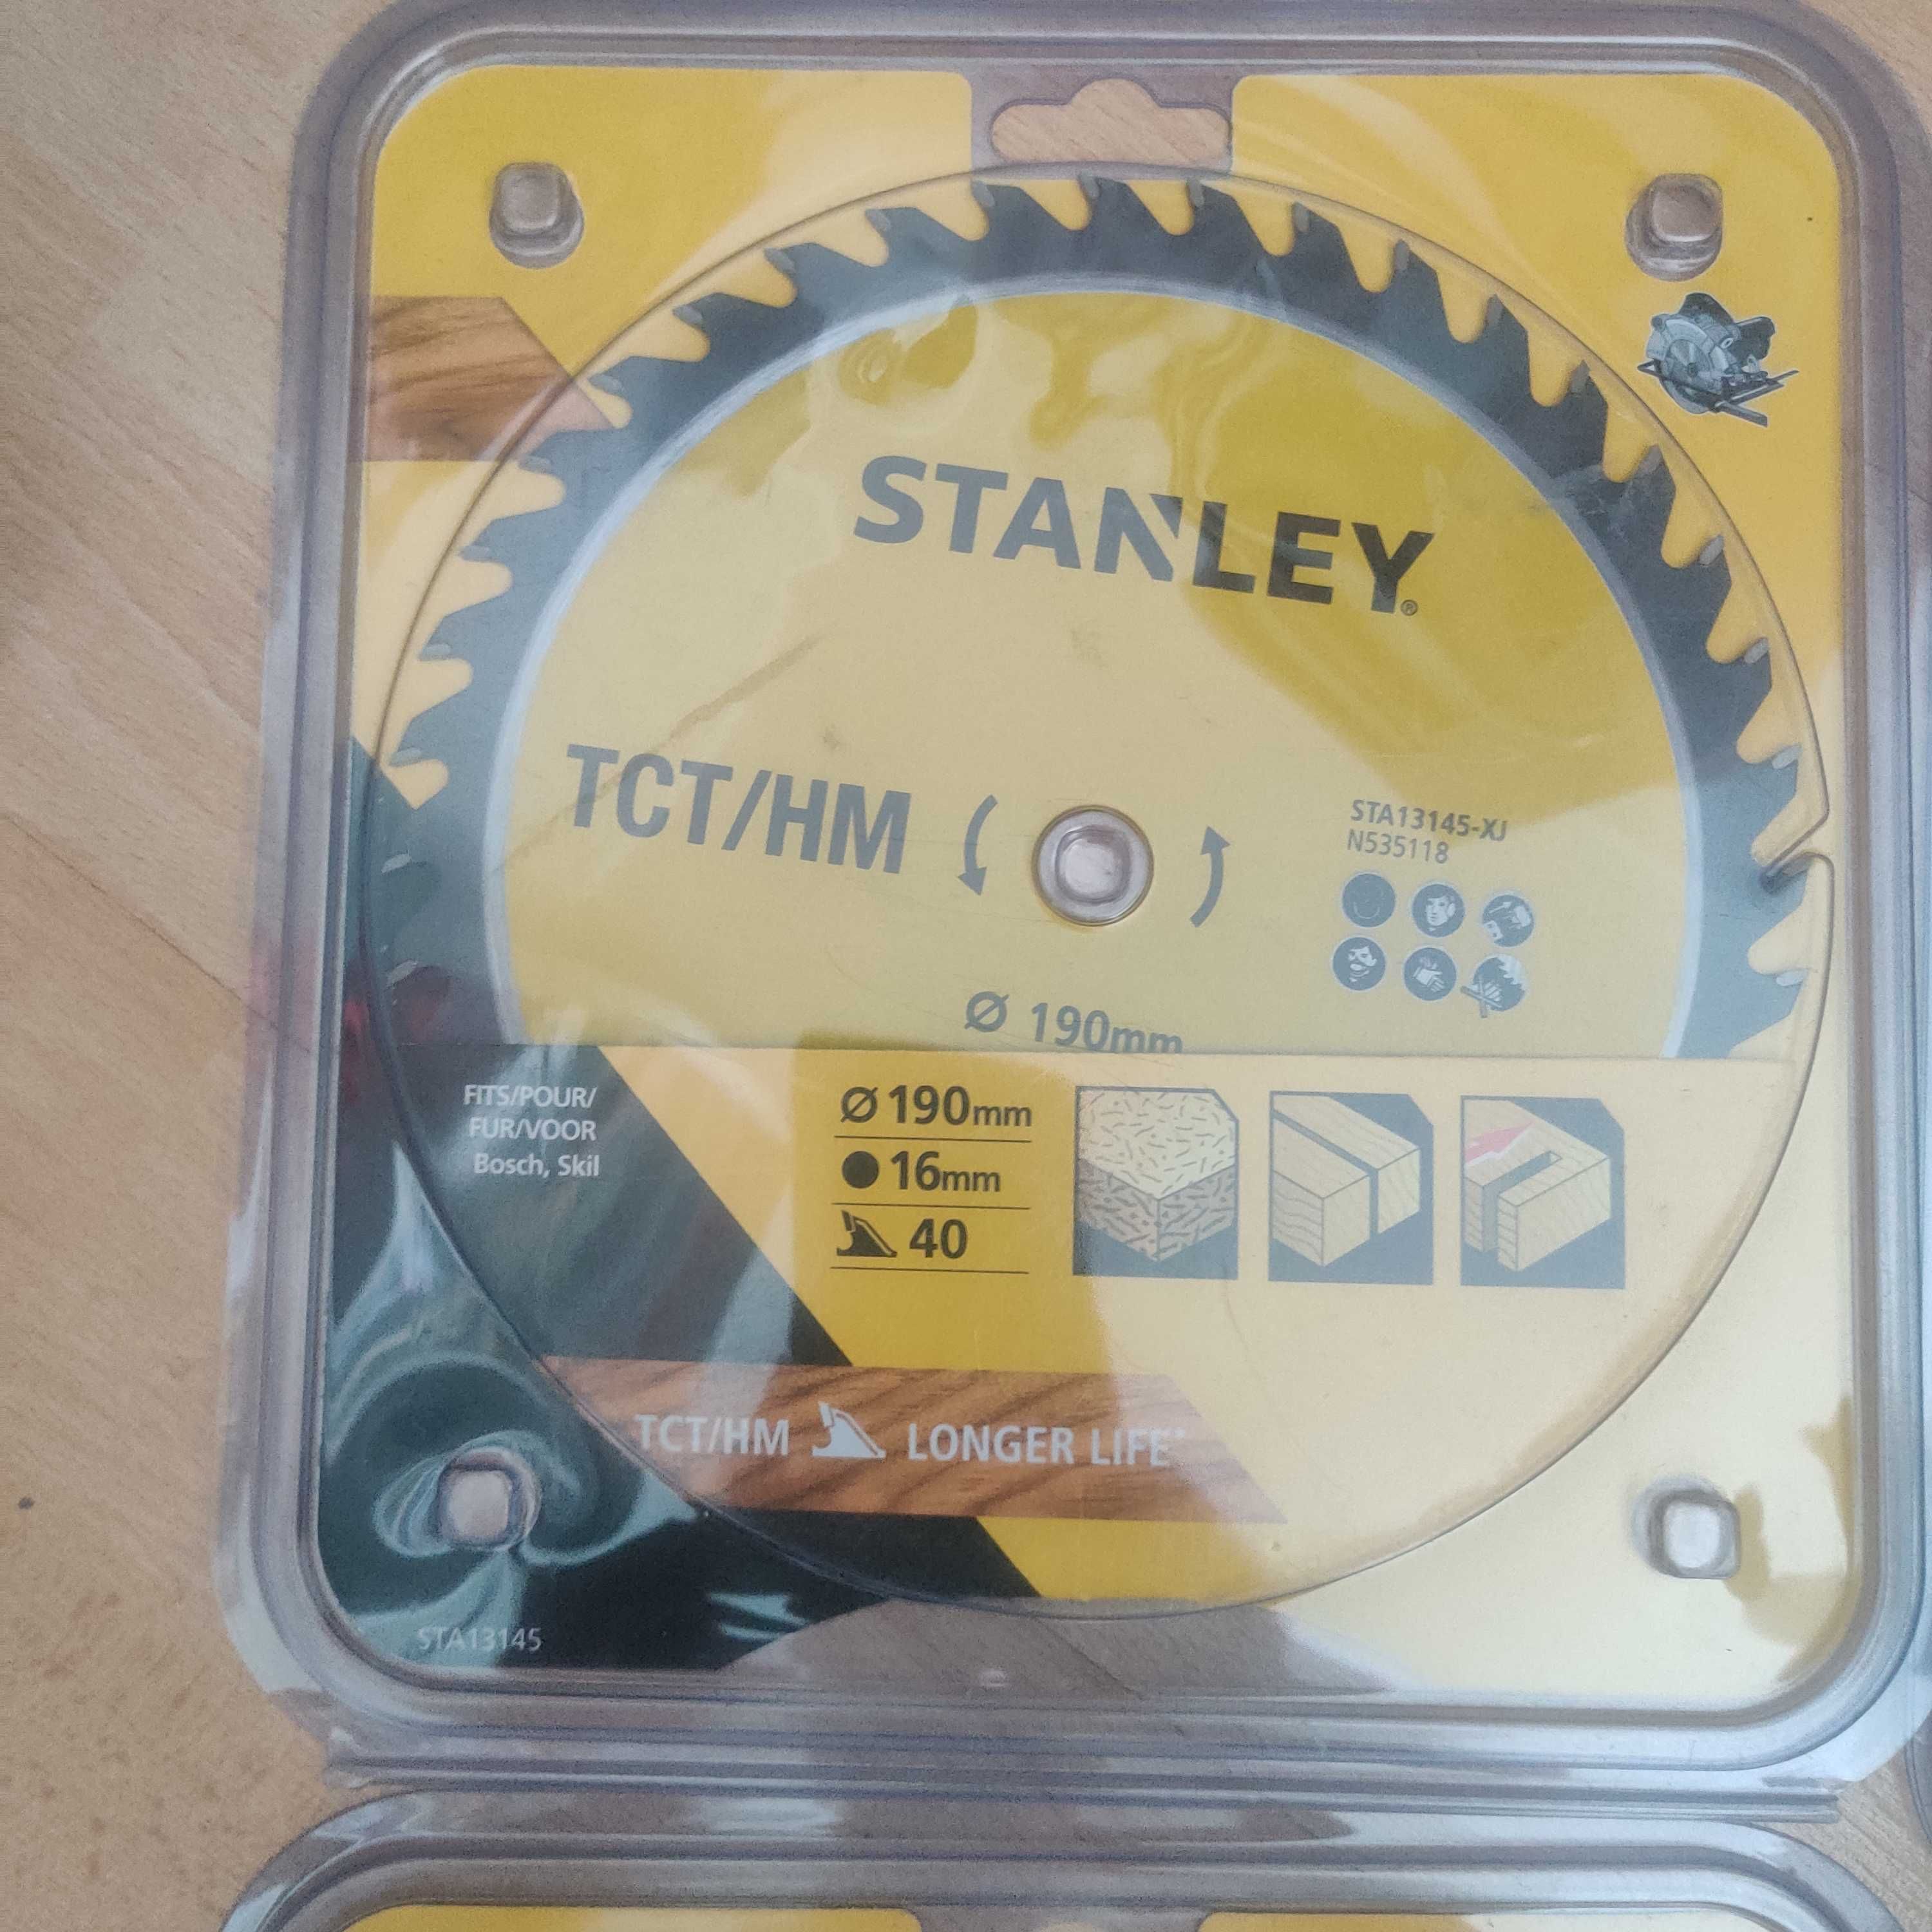 STANLEY®
TCT/HM
STA13145-XJ
N535118
Ø 190mm
FITS/POUR/
FUR/VOOR
Bosch, Skil
Ø 190mm
16mm
40
TCT/HM LONGER LIFE**
STA13145